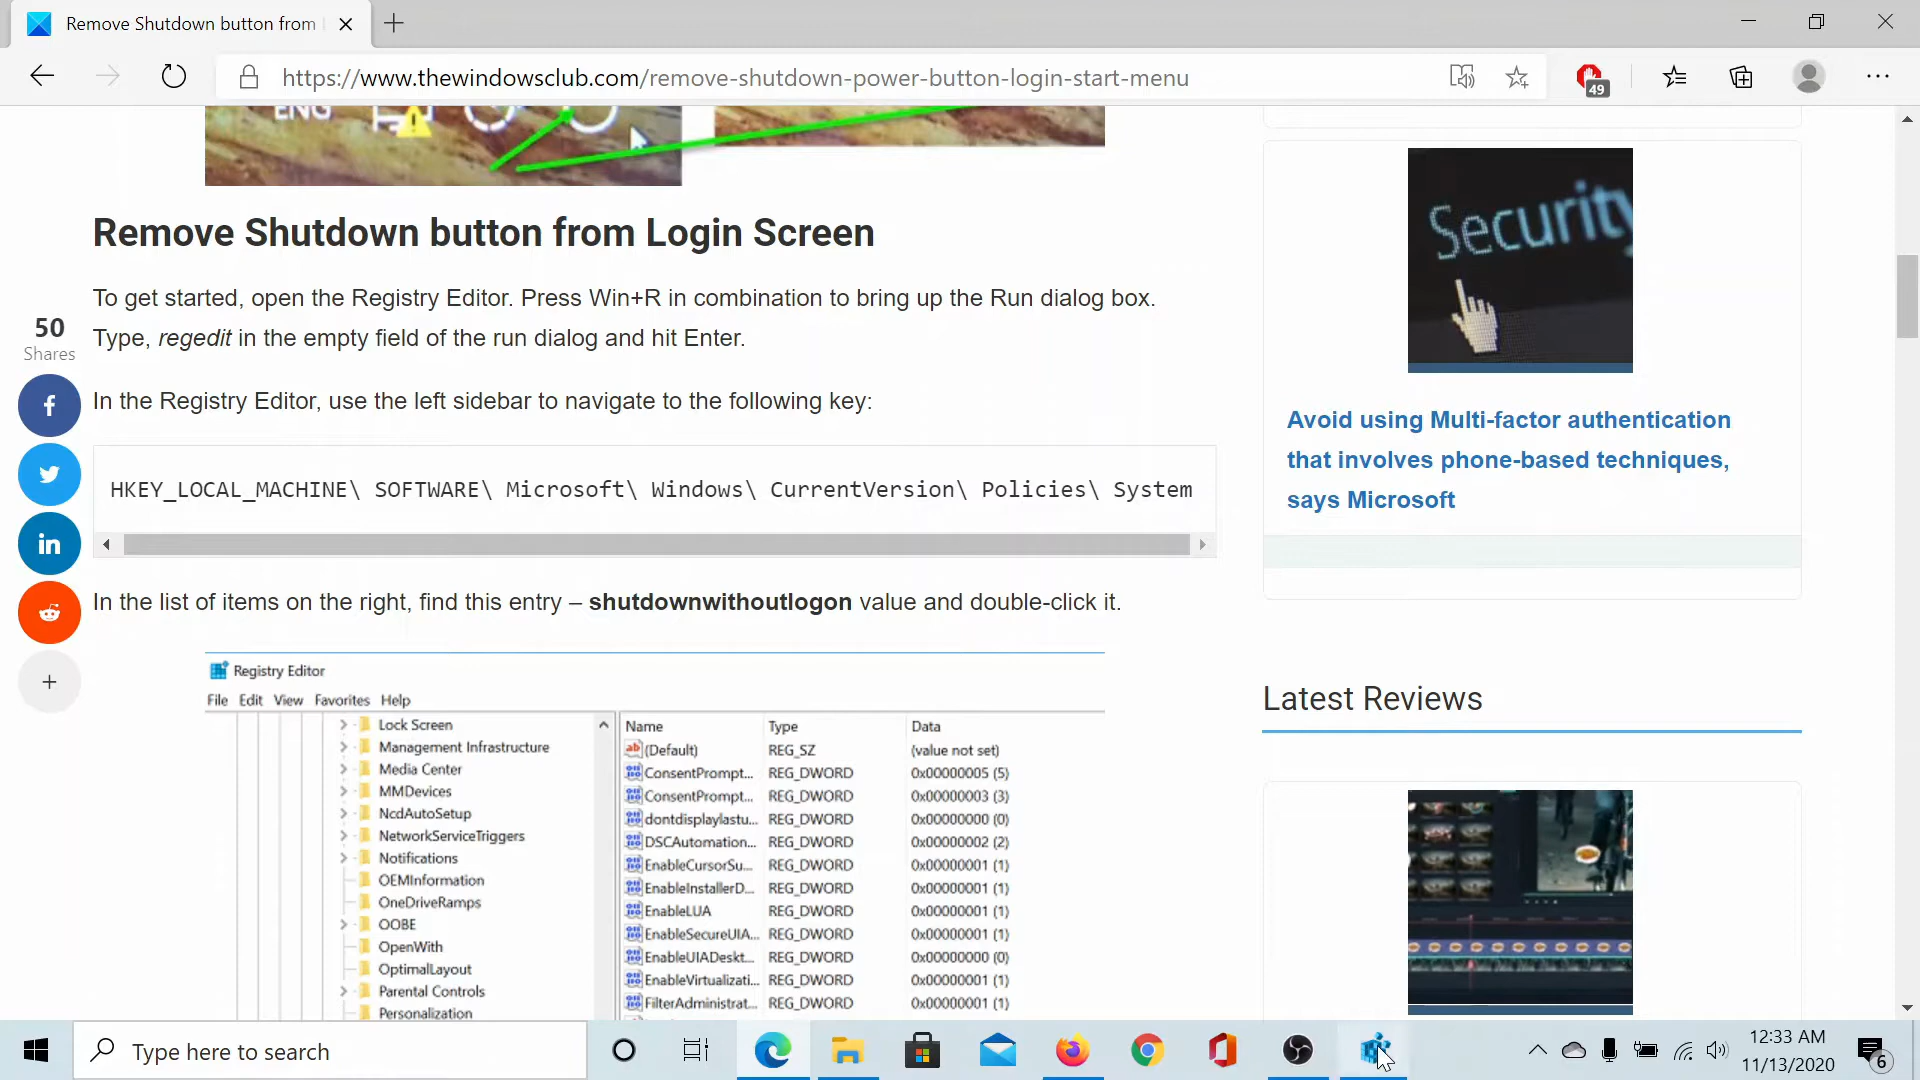 Remove Shutdown button from
https://www.thewindowsclub.com/remove-shutdown-power-button-login-start-menu
49
ENG
Remove Shutdown button from Login Screen
To get started, open the Registry Editor. Press Win+R in combination to bring up the Run dialog box.
Type, regedit in the empty field of the run dialog and hit Enter.
In the Registry Editor, use the left sidebar to navigate to the following key:
HKEY_LOCAL_MACHINE\ SOFTWARE\ Microsoft\ Windows\ CurrentVersion\ Policies\ System
In the list of items on the right, find this entry – shutdownwithoutlogon value and double-click it.
50
Shares
f
in
+
Registry Editor
File Edit View Favorites Help
Lock Screen
Management Infrastructure
Media Center
MMDevices
NcdAutoSetup
NetworkServiceTriggers
Notifications
OEMInformation
OneDriveRamps
OOBE
OpenWith
OptimalLayout
Parental Controls
Personalization
Name Type Data
(Default) REG_SZ (value not set)
ConsentPrompt... REG_DWORD 0x00000005 (5)
ConsentPrompt... REG_DWORD 0x00000003 (3)
dontdisplaylastu... REG_DWORD 0x00000000 (0)
DSCAutomation... REG_DWORD 0x00000002 (2)
EnableCursorSu... REG_DWORD 0x00000001 (1)
EnableInstallerD... REG_DWORD 0x00000001 (1)
EnableLUA REG_DWORD 0x00000001 (1)
EnableSecureUIA... REG_DWORD 0x00000001 (1)
EnableUIADeskt... REG_DWORD 0x00000000 (0)
EnableVirtualizati... REG_DWORD 0x00000001 (1)
FilterAdministrat... REG_DWORD 0x00000001 (1)
Security
Avoid using Multi-factor authentication
that involves phone-based techniques,
says Microsoft
Latest Reviews
Type here to search
12:33 AM
11/13/2020
6